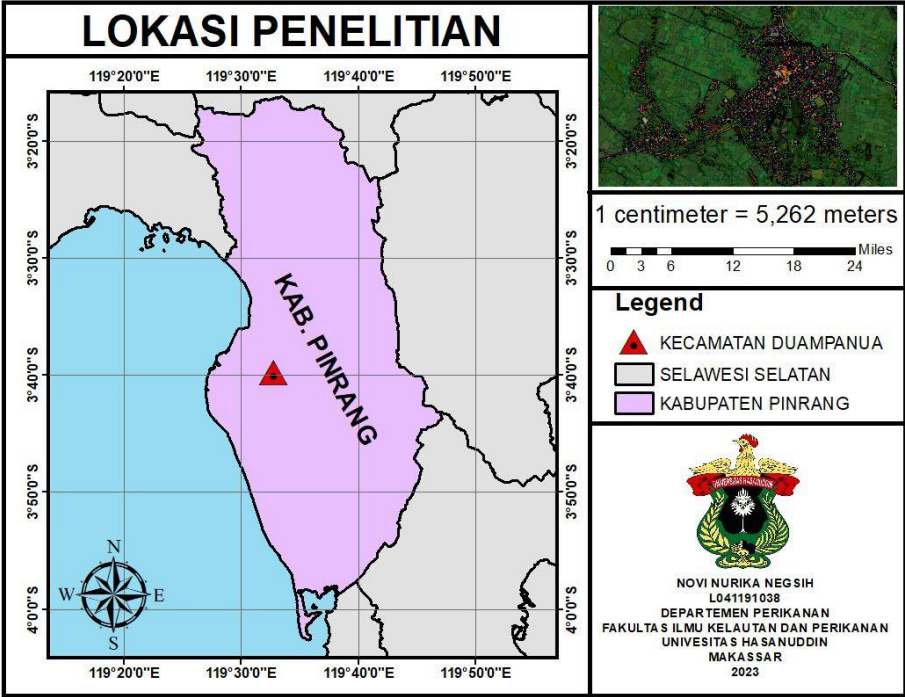 LOKASI PENELITIAN
119°20'0"E 119°30'0"E 119°40'0"E 119°50'0"E
3°20'0"S 3°20'0"S
3°30'0"S 3°30'0"S
3°40'0"S 3°40'0"S
3°50'0"S 3°50'0"S
4°0'0"S 4°0'0"S
KAB. PINRANG
N
W E
S
119°20'0"E 119°30'0"E 119°40'0"E 119°50'0"E
1 centimeter = 5,262 meters
Miles
0 3 6 12 18 24
Legend
KECAMATAN DUAMPANUA
SELAWESI SELATAN
KABUPATEN PINRANG
UNIVERSITAS HASANUDDIN
NOVI NURIKA NEGSIH
L041191038
DEPARTEMEN PERIKANAN
FAKULTAS ILMU KELAUTAN DAN PERIKANAN
UNIVESITAS HASANUDDIN
MAKASSAR
2023